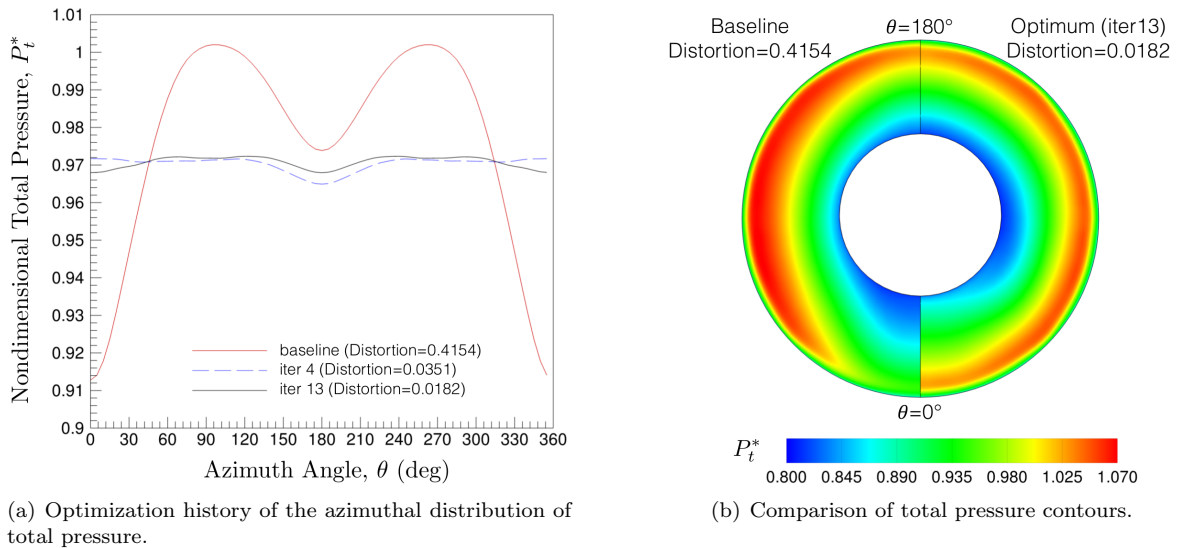 1.01
1
0.99
0.98
0.97
0.96
0.95
0.94
0.93
0.92
0.91
0.9
Nondimensional Total Pressure, P_t^*
baseline (Distortion=0.4154)
iter 4 (Distortion=0.0351)
iter 13 (Distortion=0.0182)
0 30 60 90 120 150 180 210 240 270 300 330 360
Azimuth Angle, θ (deg)
(a) Optimization history of the azimuthal distribution of
total pressure.
Baseline
Distortion=0.4154
θ=180°
Optimum (iter13)
Distortion=0.0182
θ=0°
P_t^*
0.800 0.845 0.890 0.935 0.980 1.025 1.070
(b) Comparison of total pressure contours.